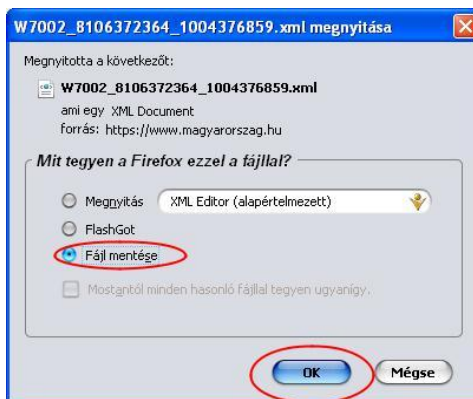 W7002_8106372364_1004376859.xml megnyitása
Megnyitotta a következőt:
W7002_8106372364_1004376859.xml
ami egy XML Document
forrás: https://www.magyarorszag.hu
Mit tegyen a Firefox ezzel a fájllal?
Megnyitás XML Editor (alapértelmezett)
FlashGot
Fájl mentése
Mostantól minden hasonló fájllal tegyen ugyanígy.
OK Mégse